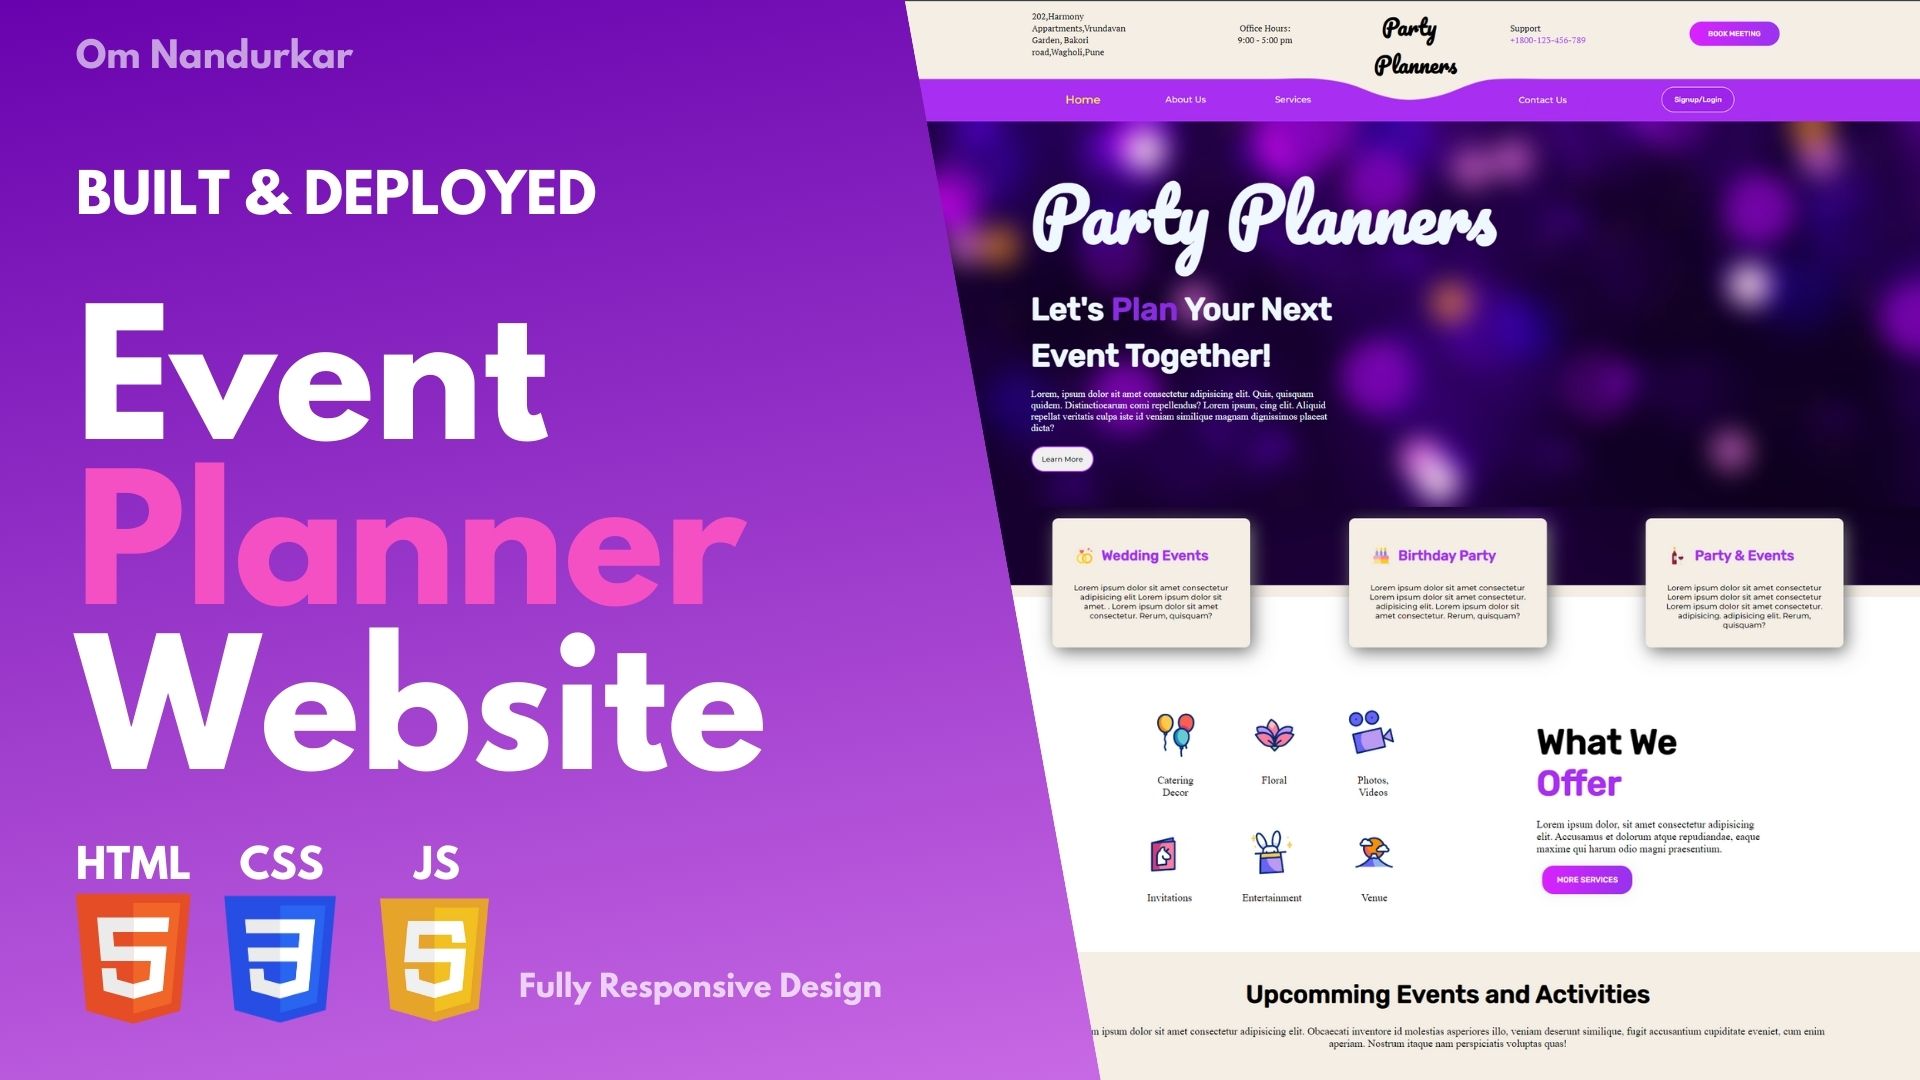 Om Nandurkar
BUILT & DEPLOYED
Event
Planner
Website
HTML CSS JS
Fully Responsive Design
202,Harmony
Appartments,Vrundavan
Garden, Bakori
road,Wagholi,Pune
Office Hours:
9:00 - 5:00 pm
Party
Planners
Support
+1800-123-456-789
BOOK MEETING
Home About Us Services Contact Us Signup/Login
Party Planners
Let's Plan Your Next
Event Together!
Lorem, ipsum dolor sit amet consectetur adipisicing elit. Quis, quisquam
quidem. Distinctioearum comi repellendus? Lorem ipsum, cing elit. Aliquid
repellat veritatis culpa iste id veniam similique magnam dignissimos placeat
dicta?
Learn More
Wedding Events
Lorem ipsum dolor sit amet consectetur
adipisicing elit Lorem ipsum dolor sit
amet. . Lorem ipsum dolor sit amet
consectetur. Rerum, quisquam?
Birthday Party
Lorem ipsum dolor sit amet consectetur
Lorem ipsum dolor sit amet consectetur.
adipisicing elit. Lorem ipsum dolor sit
amet consectetur. Rerum, quisquam?
Party & Events
Lorem ipsum dolor sit amet consectetur
Lorem ipsum dolor sit amet consectetur
Lorem ipsum dolor sit amet consectetur.
adipisicing. adipisicing elit. Rerum,
quisquam?
Catering
Decor
Floral
Photos,
Videos
Invitations
Entertainment
Venue
What We
Offer
Lorem ipsum dolor, sit amet consectetur adipisicing
elit. Accusamus et dolorum atque repudiandae, eaque
maxime qui harum odio magni praesentium.
MORE SERVICES
Upcomming Events and Activities
m ipsum dolor sit amet consectetur adipisicing elit. Obcaecati inventore id molestias asperiores illo, veniam deserunt similique, fugit accusantium cupiditate eveniet, cum enim
aperiam. Nostrum itaque nam perspiciatis voluptas quas!